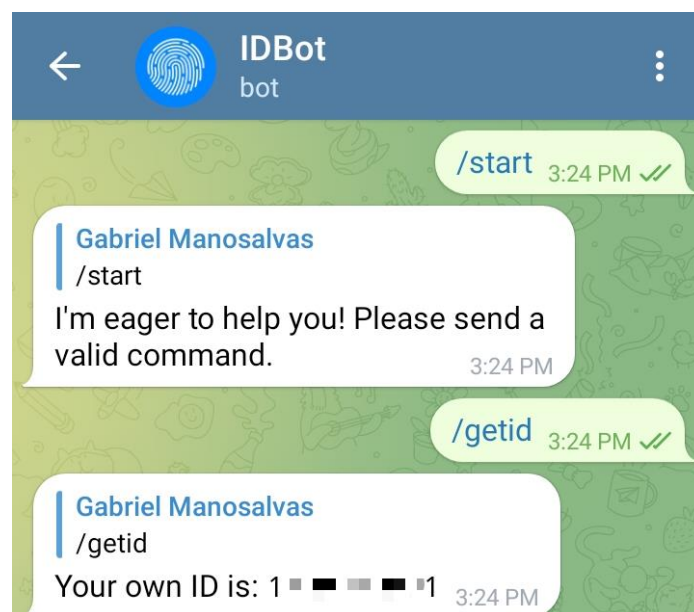 IDBot
bot
/start 3:24 PM
Gabriel Manosalvas
/start
I'm eager to help you! Please send a
valid command. 3:24 PM
/getid 3:24 PM
Gabriel Manosalvas
/getid
Your own ID is: 1 1 3:24 PM